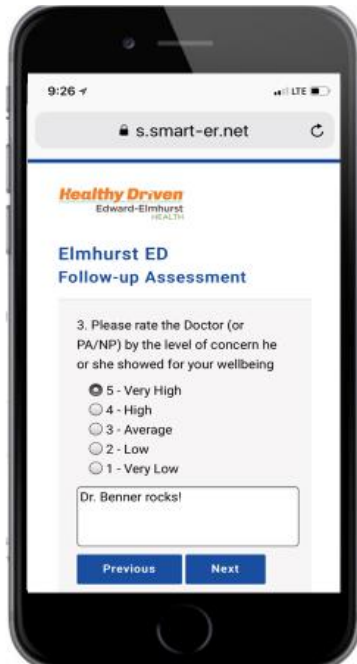 9:26
LTE
s.smart-er.net
Healthy Driven
Edward-Elmhurst
HEALTH
Elmhurst ED
Follow-up Assessment
3. Please rate the Doctor (or
PA/NP) by the level of concern he
or she showed for your wellbeing
5 - Very High
4 - High
3 - Average
2 - Low
1 - Very Low
Dr. Benner rocks!
Previous Next